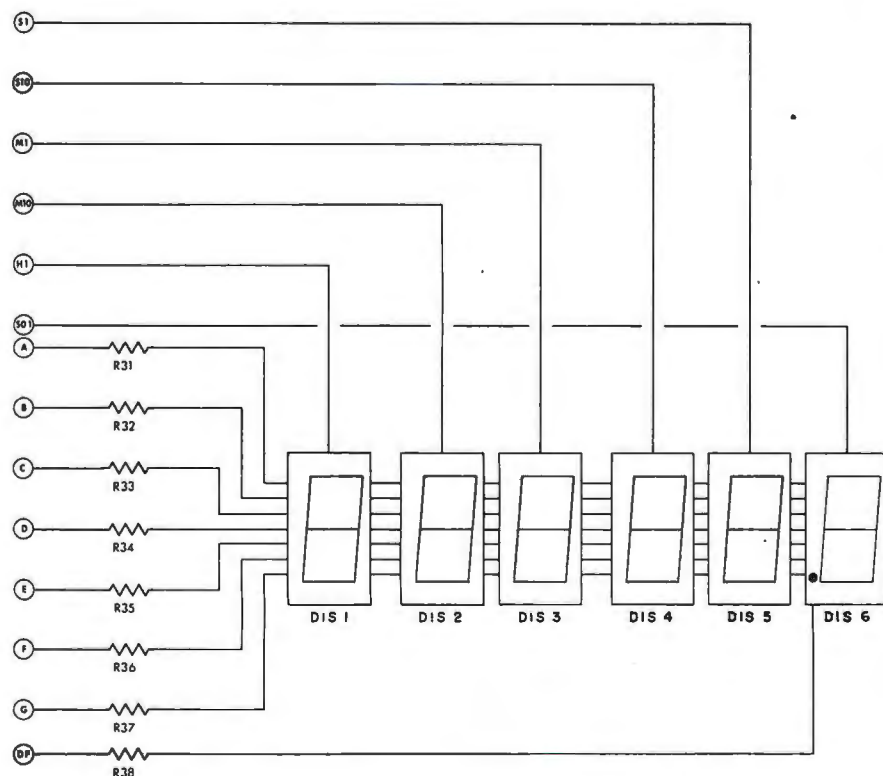 S1
S10
M1
M10
H1
S01
A
R31
B
R32
C
R33
D
R34
E
R35
DIS 1 DIS 2 DIS 3 DIS 4 DIS 5 DIS 6
F
R36
G
R37
DP
R38